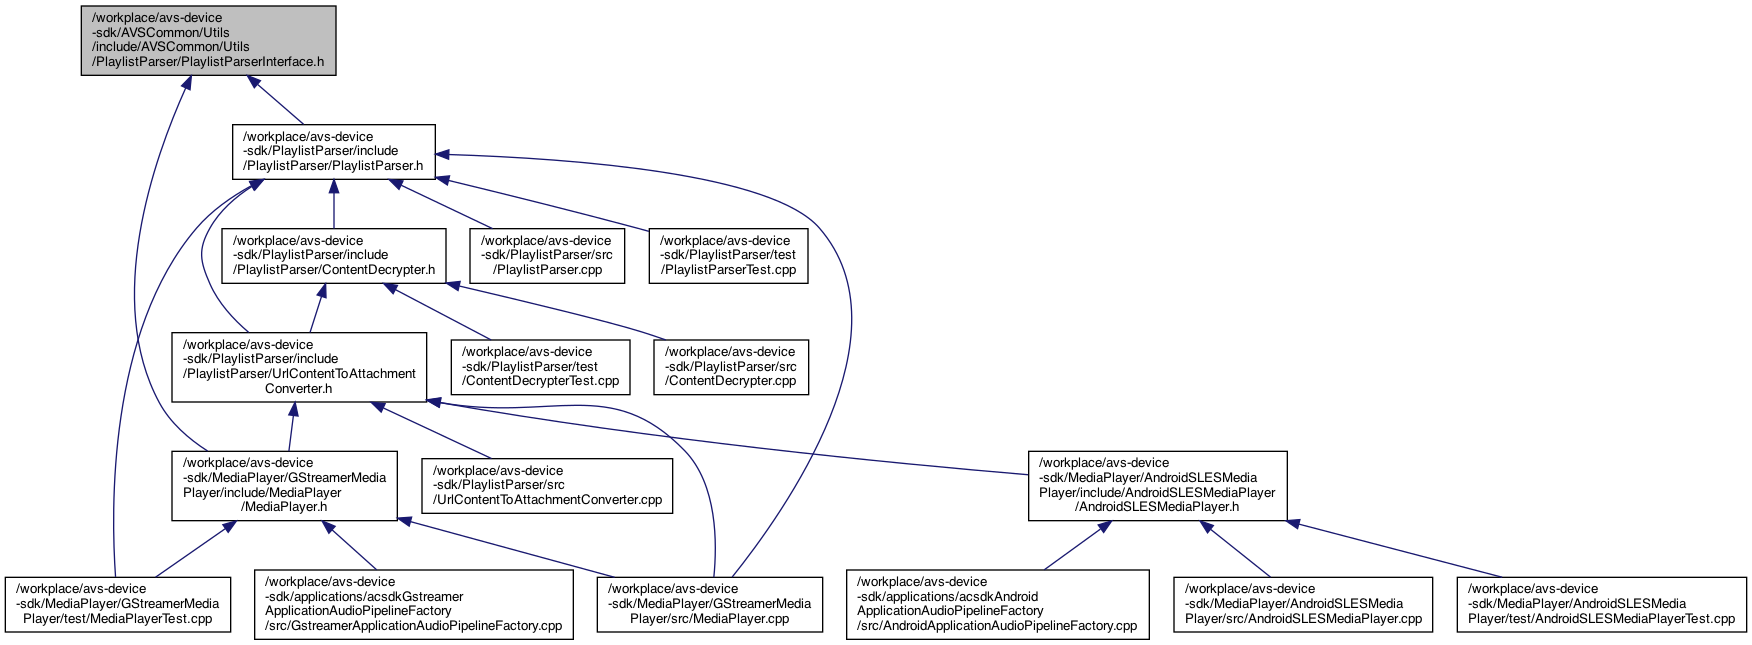 /workplace/avs-device
-sdk/AVSCommon/Utils
/include/AVSCommon/Utils
/PlaylistParser/PlaylistParserInterface.h
/workplace/avs-device
-sdk/PlaylistParser/include
/PlaylistParser/PlaylistParser.h
/workplace/avs-device
-sdk/PlaylistParser/include
/PlaylistParser/ContentDecrypter.h
/workplace/avs-device
-sdk/PlaylistParser/src
/PlaylistParser.cpp
/workplace/avs-device
-sdk/PlaylistParser/test
/PlaylistParserTest.cpp
/workplace/avs-device
-sdk/PlaylistParser/include
/PlaylistParser/UrlContentToAttachment
Converter.h
/workplace/avs-device
-sdk/PlaylistParser/test
/ContentDecrypterTest.cpp
/workplace/avs-device
-sdk/PlaylistParser/src
/ContentDecrypter.cpp
/workplace/avs-device
-sdk/MediaPlayer/GStreamerMedia
Player/include/MediaPlayer
/MediaPlayer.h
/workplace/avs-device
-sdk/PlaylistParser/src
/UrlContentToAttachmentConverter.cpp
/workplace/avs-device
-sdk/MediaPlayer/AndroidSLESMedia
Player/include/AndroidSLESMediaPlayer
/AndroidSLESMediaPlayer.h
/workplace/avs-device
-sdk/MediaPlayer/GStreamerMedia
Player/test/MediaPlayerTest.cpp
/workplace/avs-device
-sdk/applications/acsdkGstreamer
ApplicationAudioPipelineFactory
/src/GstreamerApplicationAudioPipelineFactory.cpp
/workplace/avs-device
-sdk/MediaPlayer/GStreamerMedia
Player/src/MediaPlayer.cpp
/workplace/avs-device
-sdk/applications/acsdkAndroid
ApplicationAudioPipelineFactory
/src/AndroidApplicationAudioPipelineFactory.cpp
/workplace/avs-device
-sdk/MediaPlayer/AndroidSLESMedia
Player/src/AndroidSLESMediaPlayer.cpp
/workplace/avs-device
-sdk/MediaPlayer/AndroidSLESMedia
Player/test/AndroidSLESMediaPlayerTest.cpp